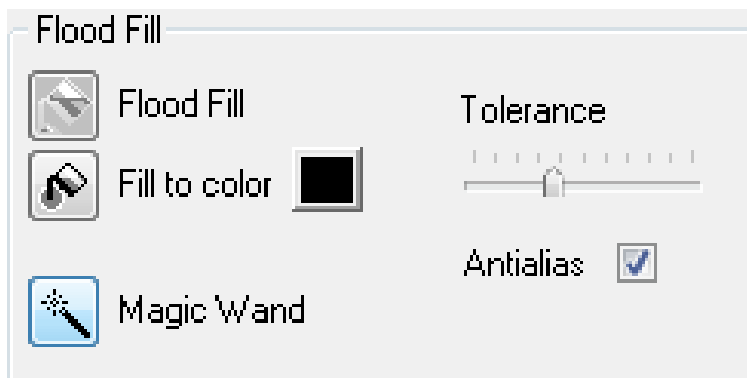 Flood Fill
Flood Fill
Tolerance
Fill to color
Antialias
Magic Wand